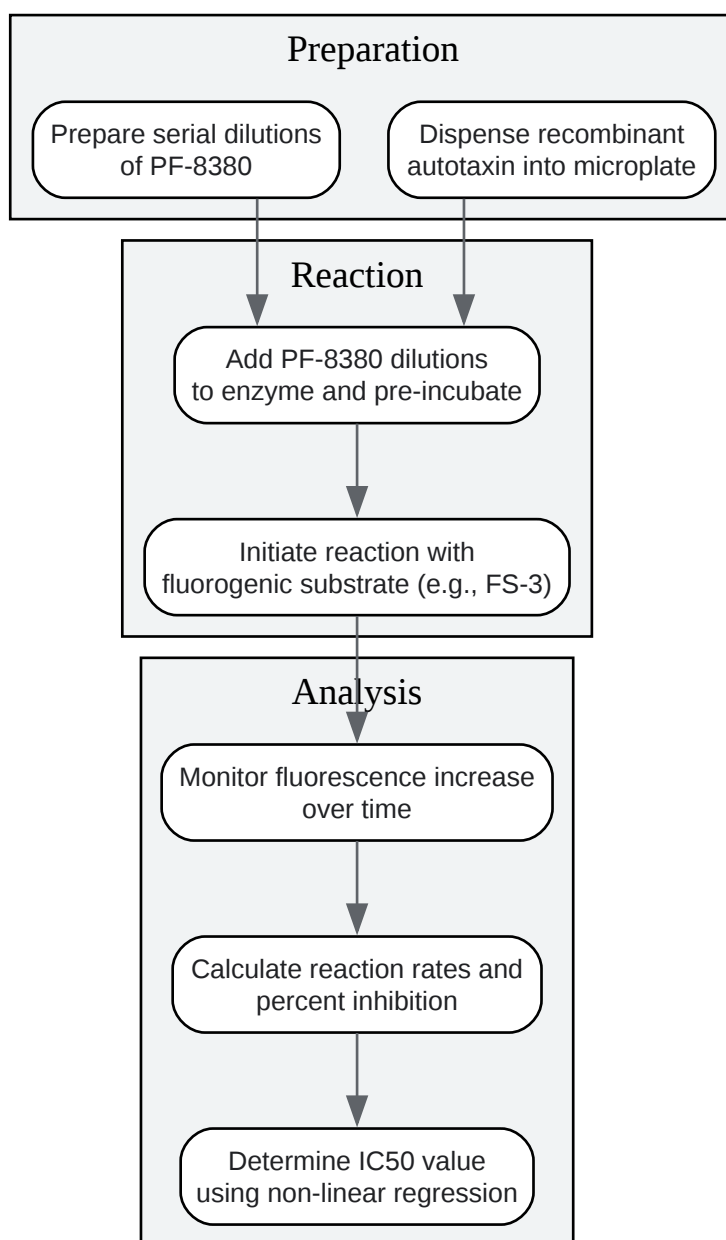 Preparation
Prepare serial dilutions
of PF-8380
Dispense recombinant
autotaxin into microplate
Reaction
Add PF-8380 dilutions
to enzyme and pre-incubate
Initiate reaction with
fluorogenic substrate (e.g., FS-3)
Analysis
Monitor fluorescence increase
over time
Calculate reaction rates and
percent inhibition
Determine IC50 value
using non-linear regression